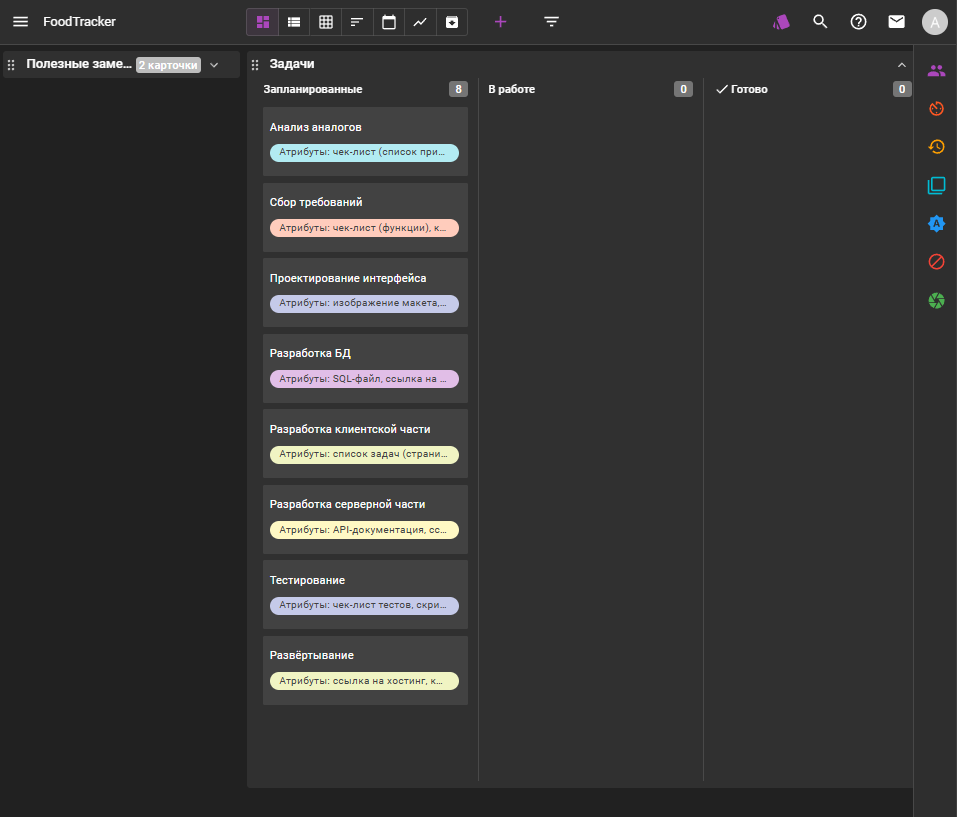 FoodTracker
A
Полезные заме...
2 карточки
Задачи
Запланированные
8
В работе
0
Готово
0
Анализ аналогов
Атрибуты: чек-лист (список при...
Сбор требований
Атрибуты: чек-лист (функции), к...
Проектирование интерфейса
Атрибуты: изображение макета,...
Разработка БД
Атрибуты: SQL-файл, ссылка на ...
Разработка клиентской части
Атрибуты: список задач (страни...
Разработка серверной части
Атрибуты: API-документация, сс...
Тестирование
Атрибуты: чек-лист тестов, скри...
Развёртывание
Атрибуты: ссылка на хостинг, к...